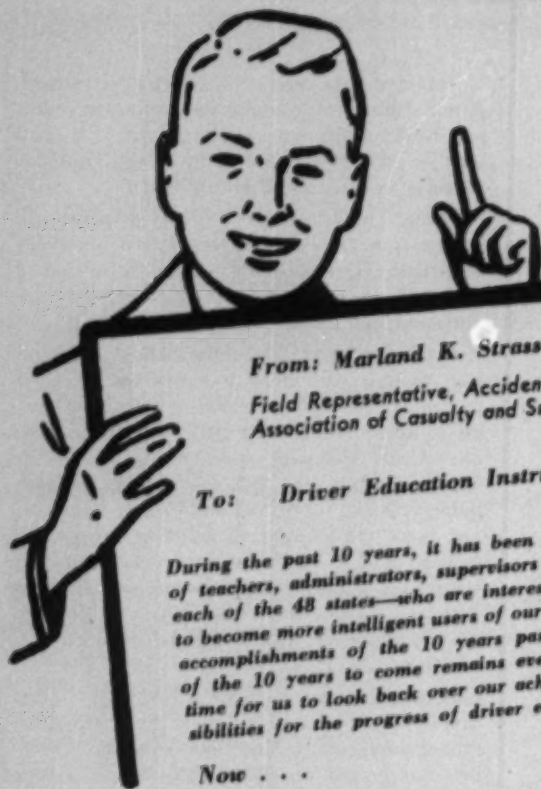 From: Marland K. Strass
Field Representative, Acciden
Association of Casualty and Su
To: Driver Education Instru
During the past 10 years, it has been
of teachers, administrators, supervisors
each of the 48 states—who are interes
to become more intelligent users of our
accomplishments of the 10 years pas
of the 10 years to come remains eve
time for us to look back over our ach
sibilities for the progress of driver e
Now . . .